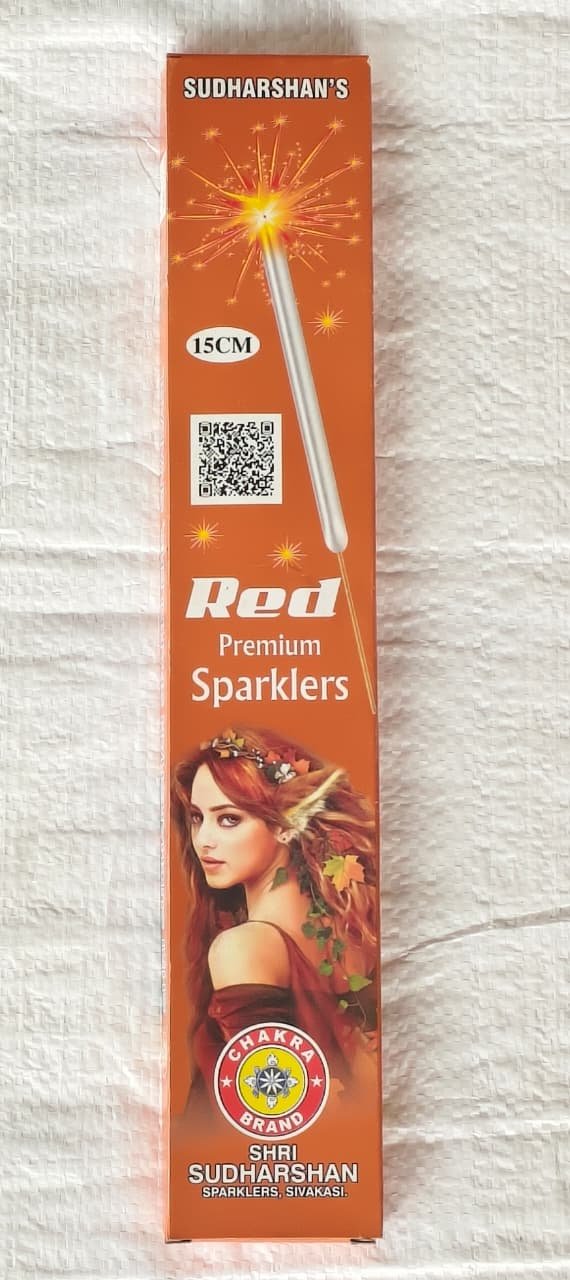 SUDHARSHAN'S
15CM
Red
Premium
Sparklers
CHAKRA
BRAND
SHRI
SUDHARSHAN
SPARKLERS, SIVAKASI.